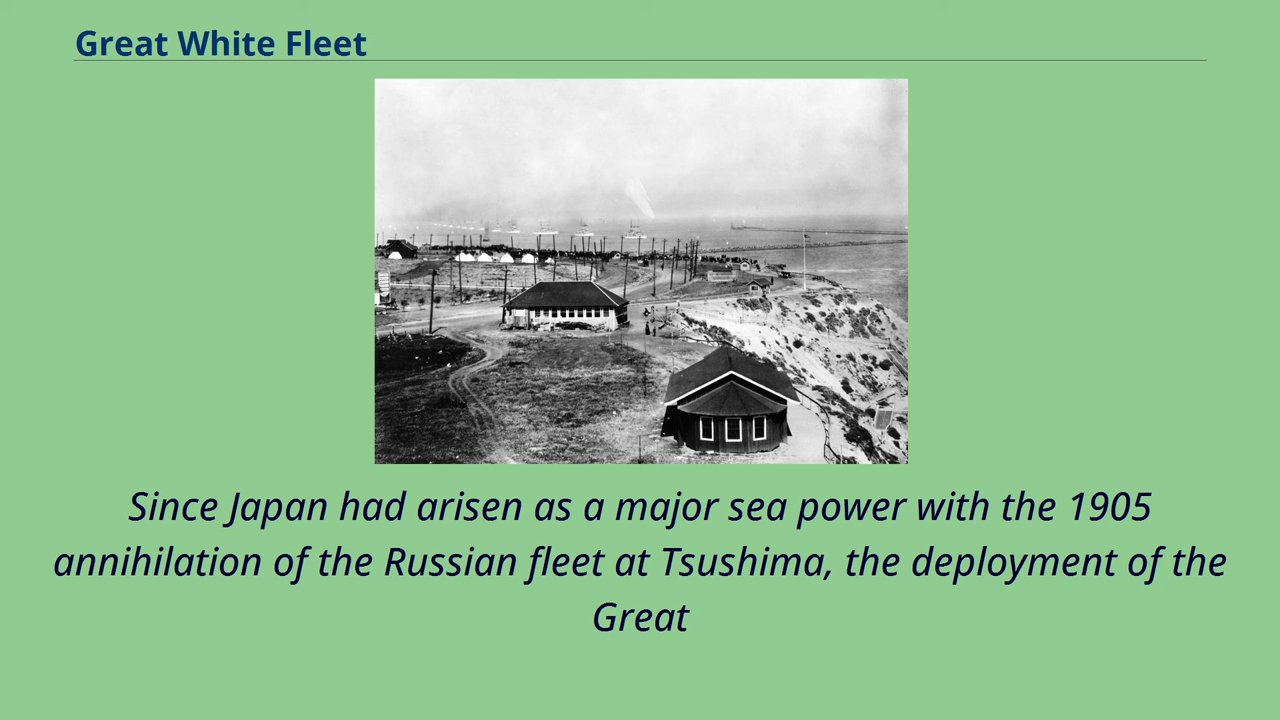 Great White Fleet
Since Japan had arisen as a major sea power with the 1905
annihilation of the Russian fleet at Tsushima, the deployment of the
Great